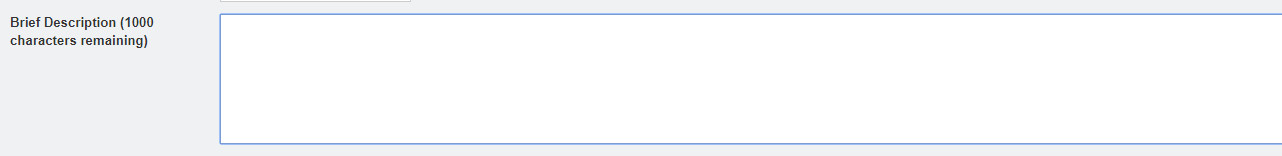 Brief Description (1000
characters remaining)